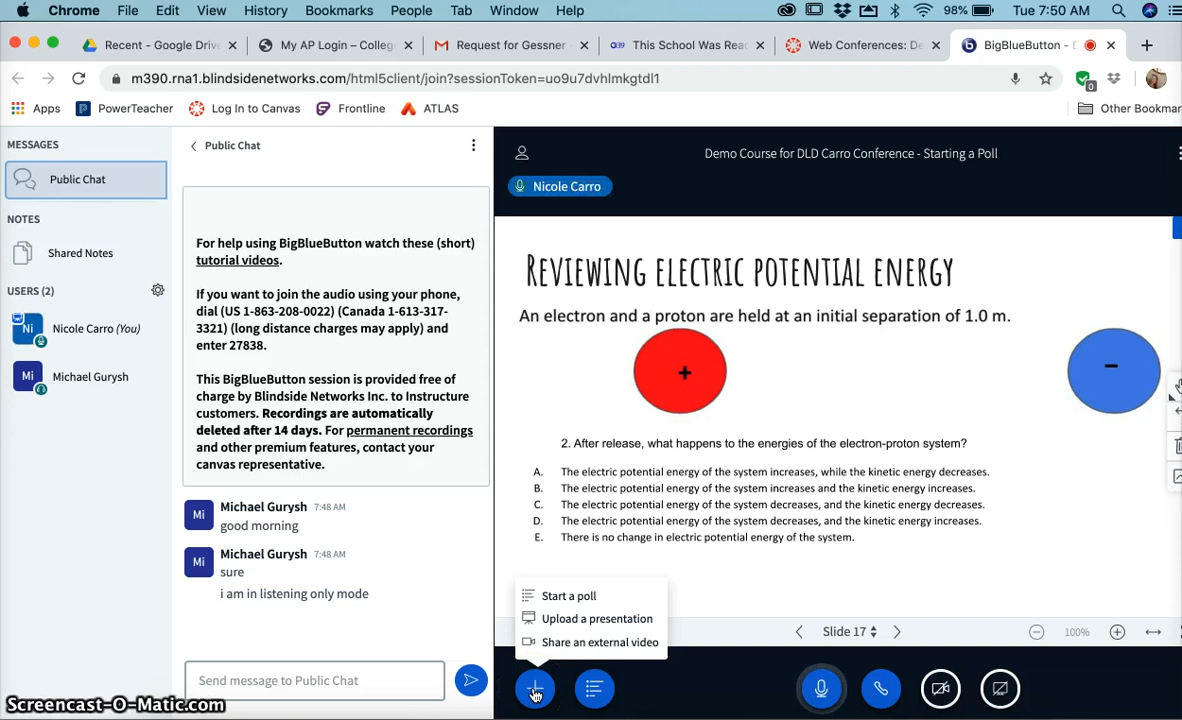 Chrome File Edit View History Bookmarks People Tab Window Help 98% Tue 7:50 AM
Recent - Google Driv My AP Login – Colleg Request for Gessner - This School Was Rea Web Conferences: De BigBlueButton - D
m390.rna1.blindsidenetworks.com/html5client/join?sessionToken=uo9u7dvhlmkgtdl1 0
Apps PowerTeacher Log In to Canvas Frontline ATLAS Other Bookmar
MESSAGES
Public Chat
NOTES
Shared Notes
USERS (2)
Ni Nicole Carro (You)
Mi Michael Gurysh
Public Chat
For help using BigBlueButton watch these (short)
tutorial videos.
If you want to join the audio using your phone,
dial (US 1-863-208-0022) (Canada 1-613-317-
3321) (long distance charges may apply) and
enter 27838.
This BigBlueButton session is provided free of
charge by Blindside Networks Inc. to Instructure
customers. Recordings are automatically
deleted after 14 days. For permanent recordings
and other premium features, contact your
canvas representative.
Mi Michael Gurysh 7:48 AM
good morning
Mi Michael Gurysh 7:48 AM
sure
i am in listening only mode
Send message to Public Chat
Demo Course for DLD Carro Conference - Starting a Poll
Nicole Carro
Reviewing electric potential energy
An electron and a proton are held at an initial separation of 1.0 m.
+ −
2. After release, what happens to the energies of the electron-proton system?
A. The electric potential energy of the system increases, while the kinetic energy decreases.
B. The electric potential energy of the system increases and the kinetic energy increases.
C. The electric potential energy of the system decreases, and the kinetic energy decreases.
D. The electric potential energy of the system decreases, and the kinetic energy increases.
E. There is no change in electric potential energy of the system.
Start a poll
Upload a presentation
Share an external video
Slide 17 100%
Screencast-O-Matic.com